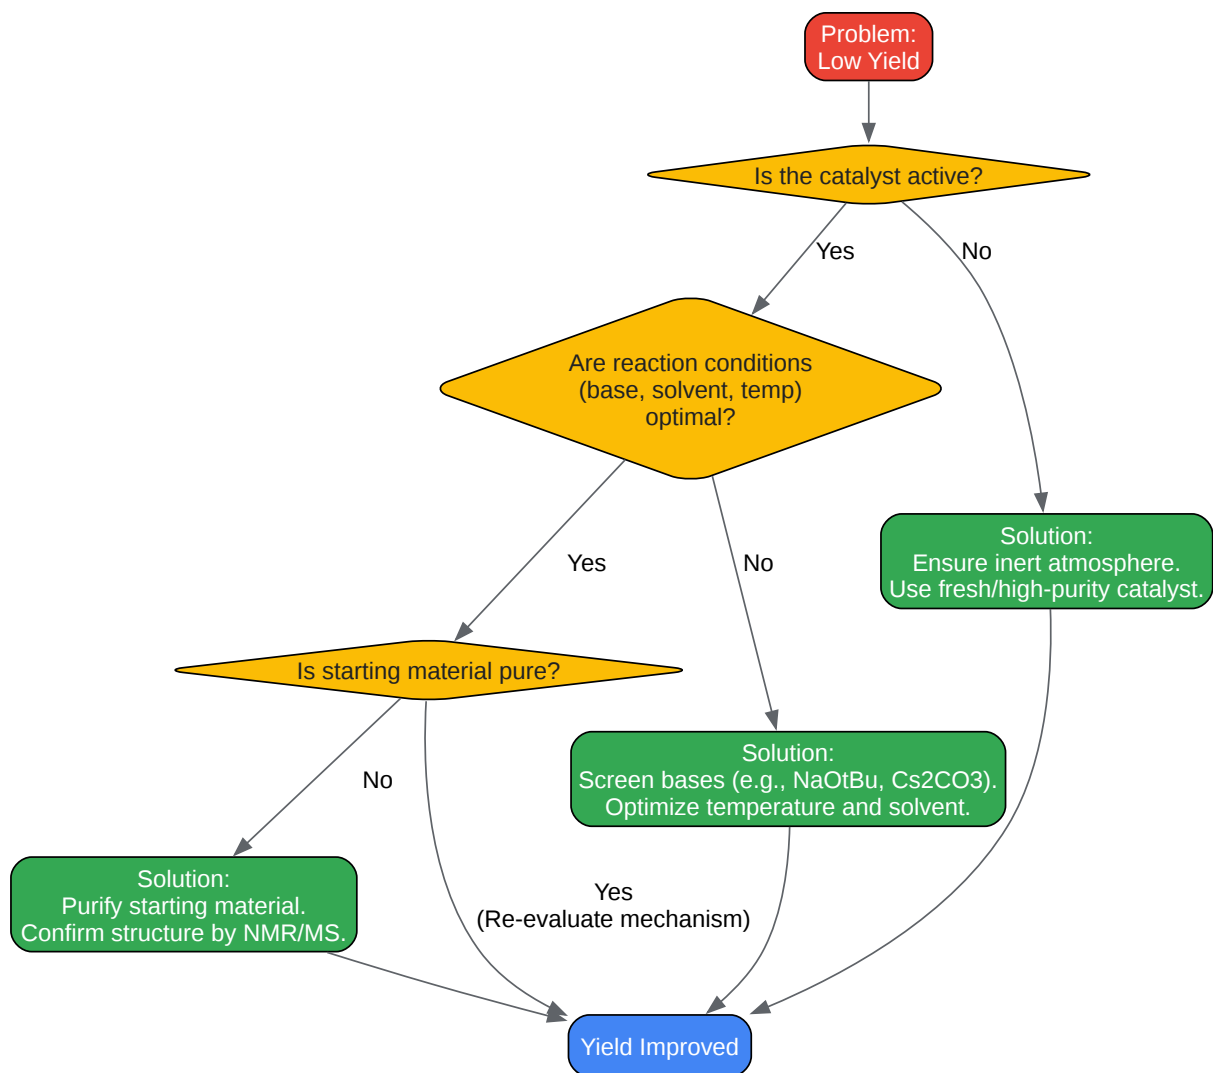 Problem:
Low Yield
Is the catalyst active?
Yes
No
Are reaction conditions
(base, solvent, temp)
optimal?
Solution:
Ensure inert atmosphere.
Use fresh/high-purity catalyst.
Yes
No
Is starting material pure?
Solution:
Screen bases (e.g., NaOtBu, Cs2CO3).
Optimize temperature and solvent.
No
Yes
(Re-evaluate mechanism)
Solution:
Purify starting material.
Confirm structure by NMR/MS.
Yield Improved